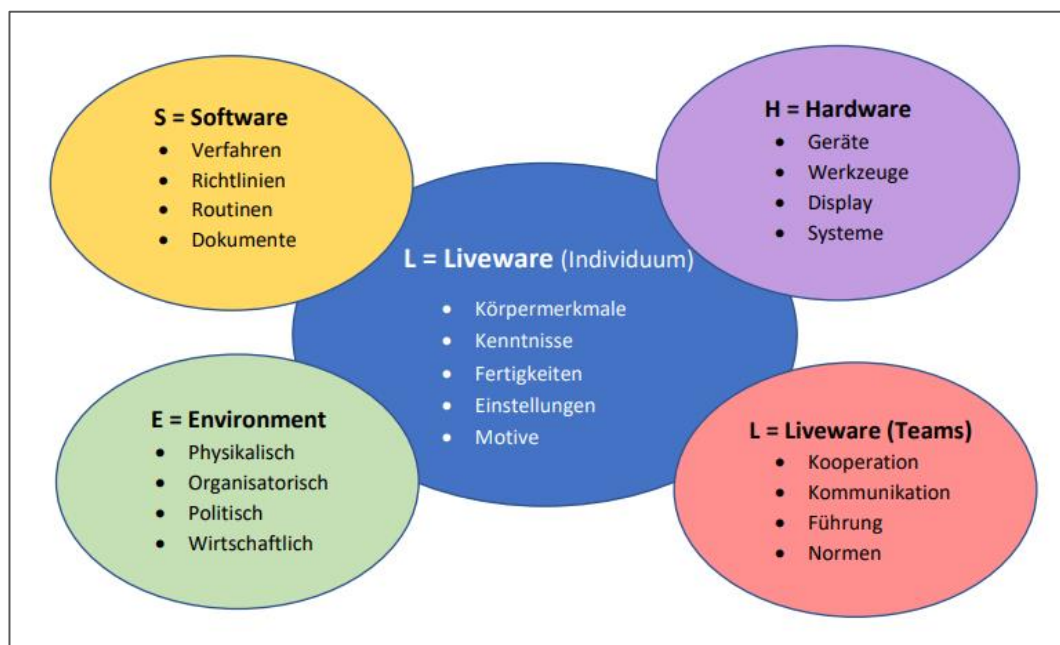 S = Software
• Verfahren
• Richtlinien
• Routinen
• Dokumente
H = Hardware
• Geräte
• Werkzeuge
• Display
• Systeme
L = Liveware (Individuum)
• Körpermerkmale
• Kenntnisse
• Fertigkeiten
• Einstellungen
• Motive
E = Environment
• Physikalisch
• Organisatorisch
• Politisch
• Wirtschaftlich
L = Liveware (Teams)
• Kooperation
• Kommunikation
• Führung
• Normen